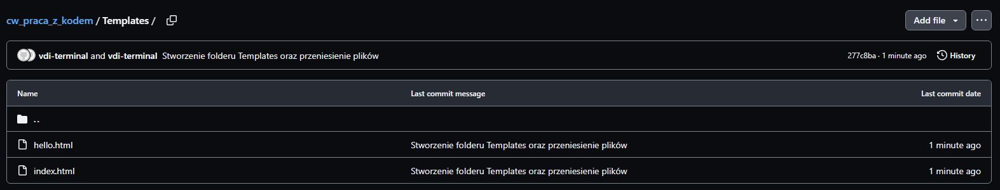 cw_praca_z_kodem / Templates /
Add file
vdi-terminal and vdi-terminal Stworzenie folderu Templates oraz przeniesienie plików
277c8ba · 1 minute ago
History
Name Last commit message Last commit date
..
hello.html Stworzenie folderu Templates oraz przeniesienie plików 1 minute ago
index.html Stworzenie folderu Templates oraz przeniesienie plików 1 minute ago